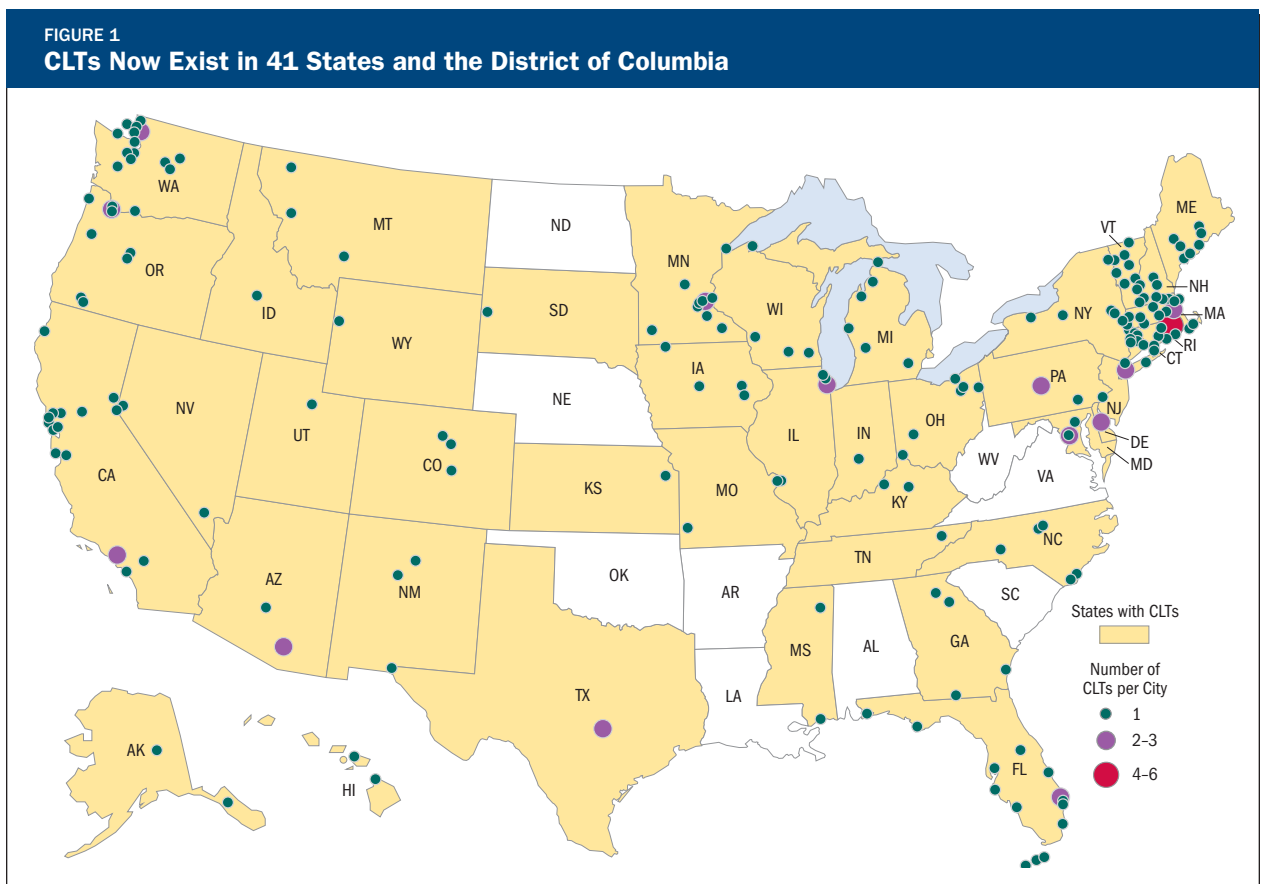 FIGURE 1
CLTs Now Exist in 41 States and the District of Columbia
WA
MT
ND
MN
VT
ME
OR
ID
SD
WI
MI
NY
NH
MA
RI
CT
WY
IA
PA
NJ
NV
UT
NE
IL
IN
OH
DE
MD
CA
CO
KS
MO
WV
VA
KY
AZ
NM
OK
AR
TN
NC
SC
MS
AL
GA
TX
LA
AK
HI
FL
States with CLTs
Number of
CLTs per City
1
2–3
4–6